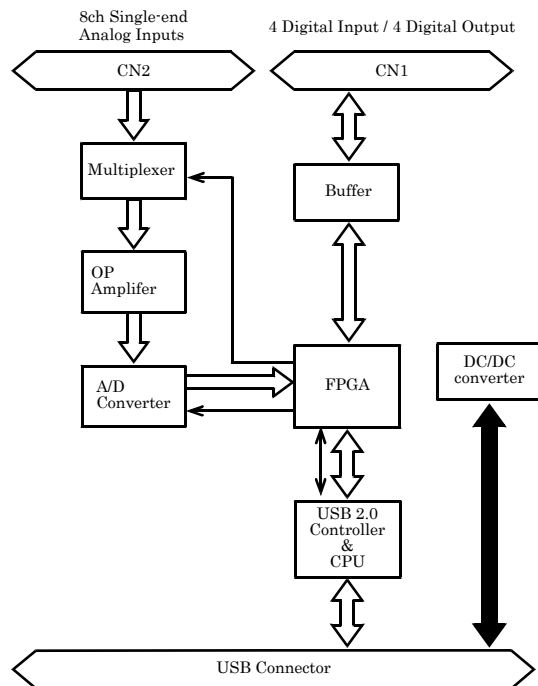 8ch Single-end
Analog Inputs
4 Digital Input / 4 Digital Output
CN2
CN1
Multiplexer
Buffer
OP
Amplifer
A/D
Converter
FPGA
DC/DC
converter
USB 2.0
Controller
&
CPU
USB Connector